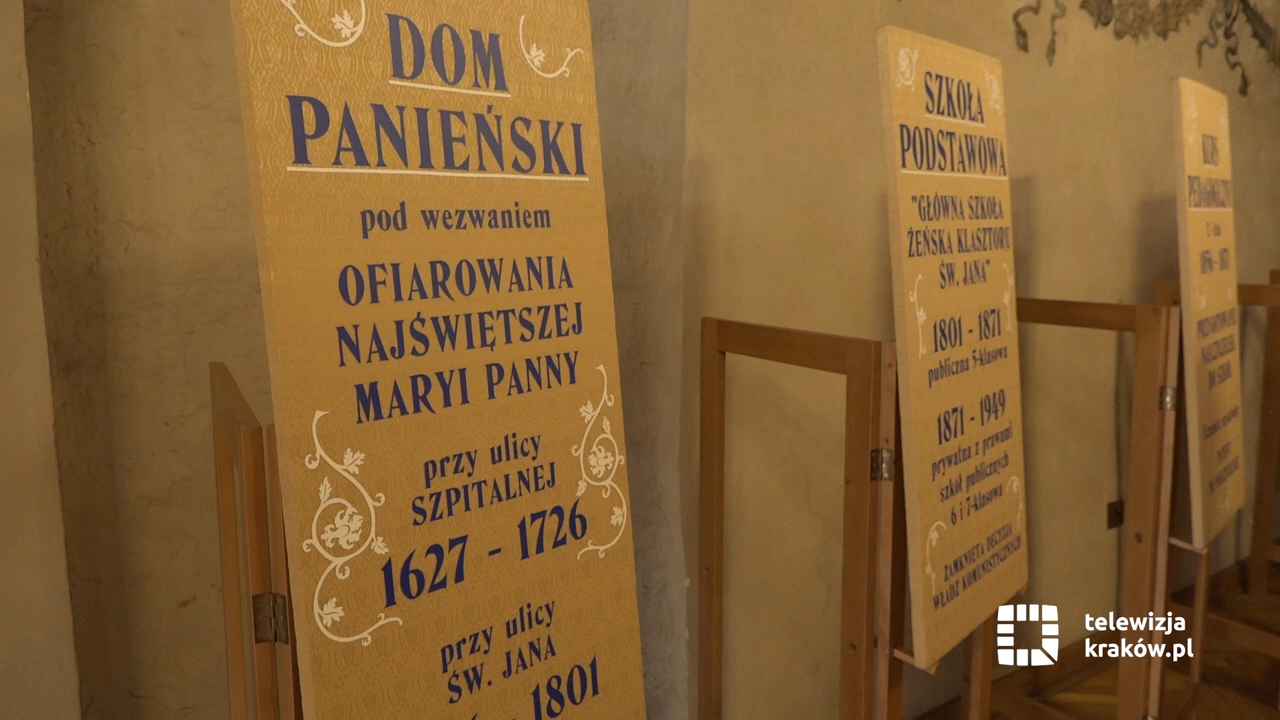 DOM
PANIEŃSKI
pod wezwaniem
OFIAROWANIA
NAJŚWIĘTSZEJ
MARYI PANNY
przy ulicy
SZPITALNEJ
1627 - 1726
przy ulicy
ŚW. JANA
1801
SZKOŁA
PODSTAWOWA
"GŁÓWNA SZKOŁA
ŻEŃSKA KLASZTORU
ŚW. JANA"
1801 - 1871
publiczna 5-klasowa
1871 - 1949
prywatna z prawami
szkół publicznych
6 i 7-klasowa
ZAMKNIĘTA DECYZJĄ
WŁADZ KOMUNISTYCZNYCH
KURS
PEDAGOGICZNY
telewizja
kraków.pl